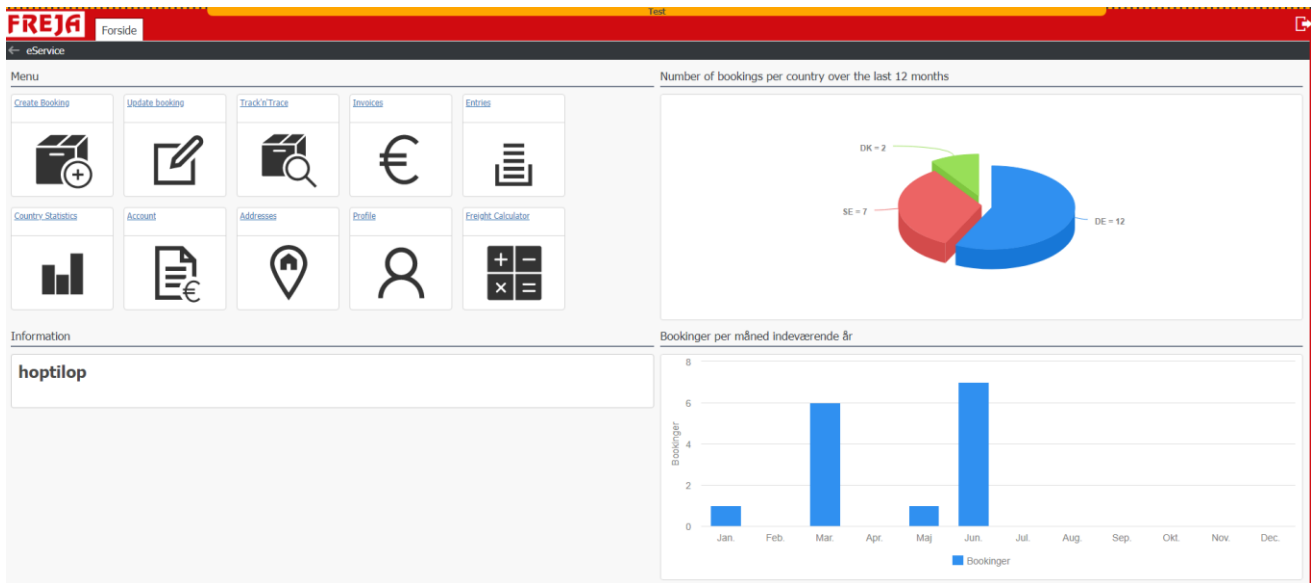 Test
FREJA Forside
← eService
Menu
Create Booking Update booking Track'n'Trace Invoices Entries
Country Statistics Account Addresses Profile Freight Calculator
Information
hoptilop
Number of bookings per country over the last 12 months
DK = 2
SE = 7
DE = 12
Bookinger per måned indeværende år
8
6
4
2
0
Bookinger
Jan. Feb. Mar. Apr. Maj Jun. Jul. Aug. Sep. Okt. Nov. Dec.
Bookinger